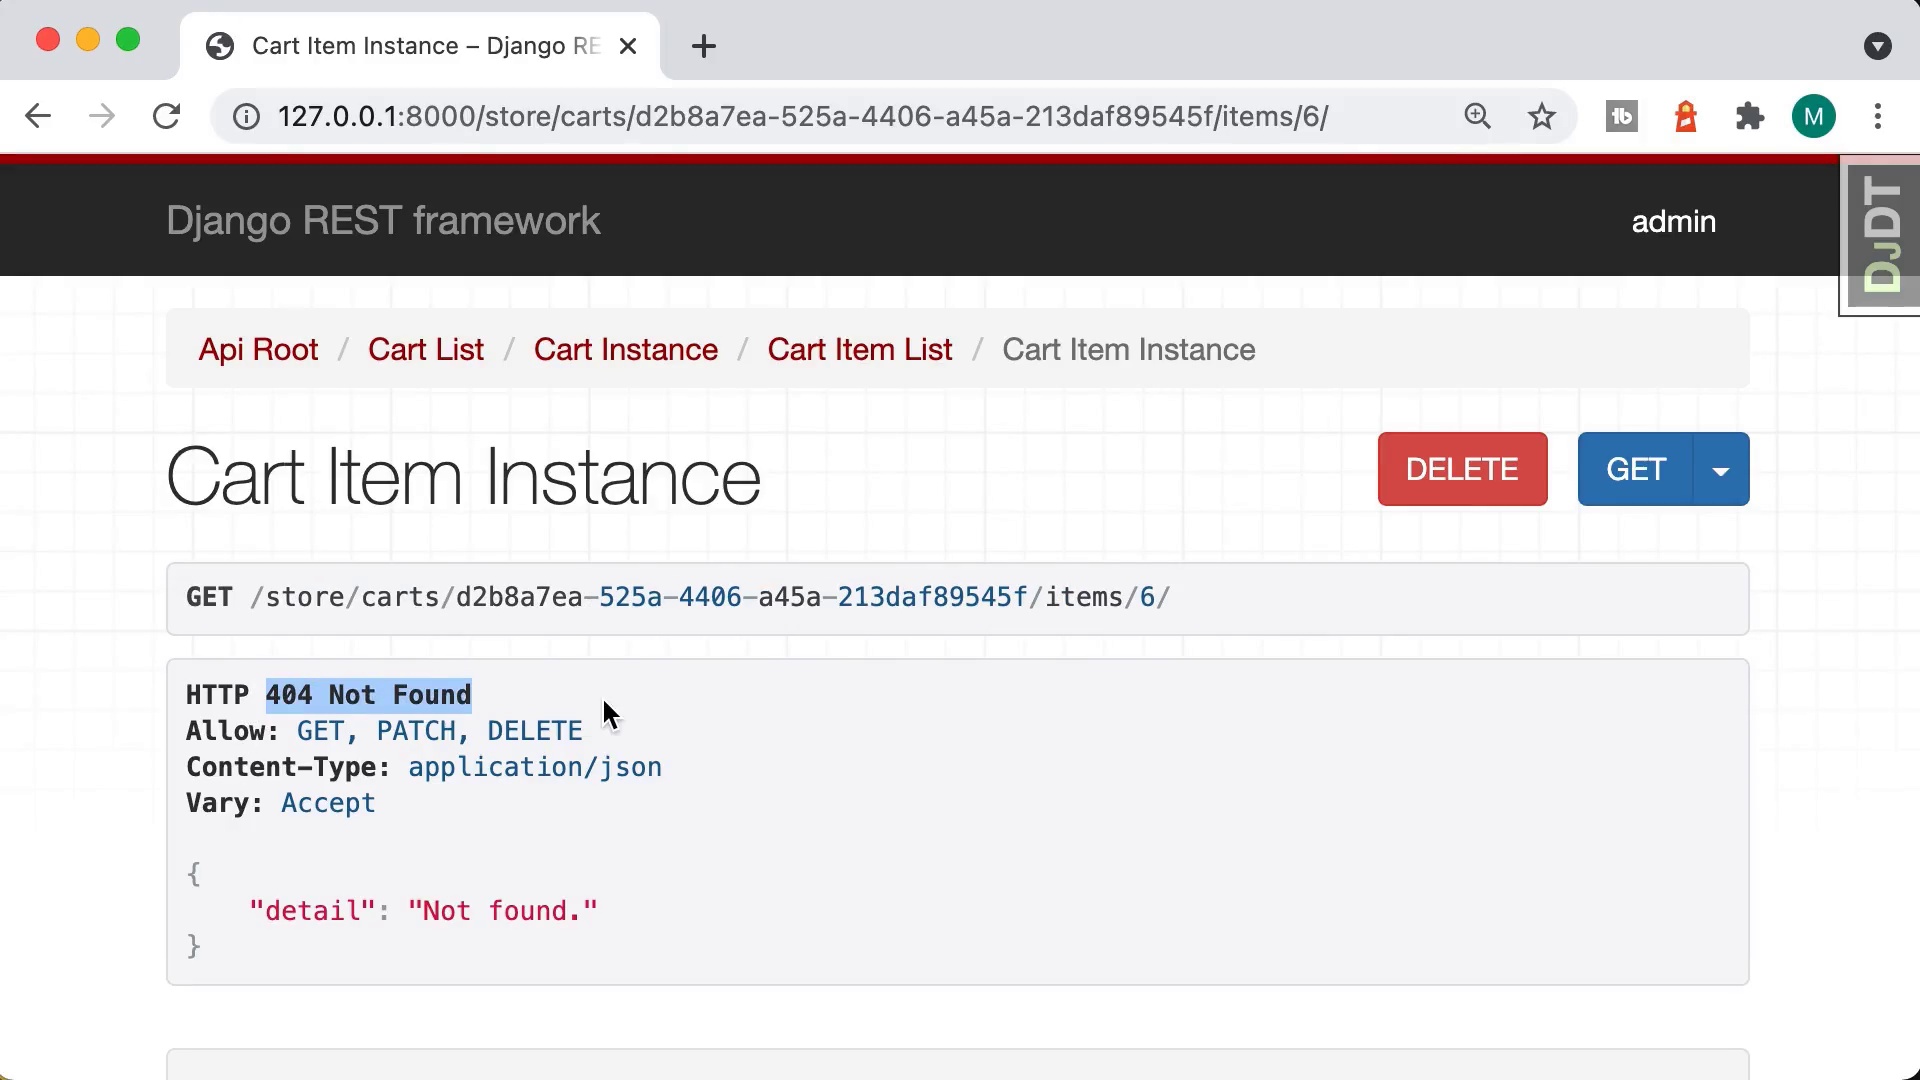 Cart Item Instance – Django RE
127.0.0.1:8000/store/carts/d2b8a7ea-525a-4406-a45a-213daf89545f/items/6/
M
Django REST framework
admin
DJDT
Api Root / Cart List / Cart Instance / Cart Item List / Cart Item Instance
Cart Item Instance
DELETE
GET
GET /store/carts/d2b8a7ea-525a-4406-a45a-213daf89545f/items/6/
HTTP 404 Not Found
Allow: GET, PATCH, DELETE
Content-Type: application/json
Vary: Accept
{
"detail": "Not found."
}